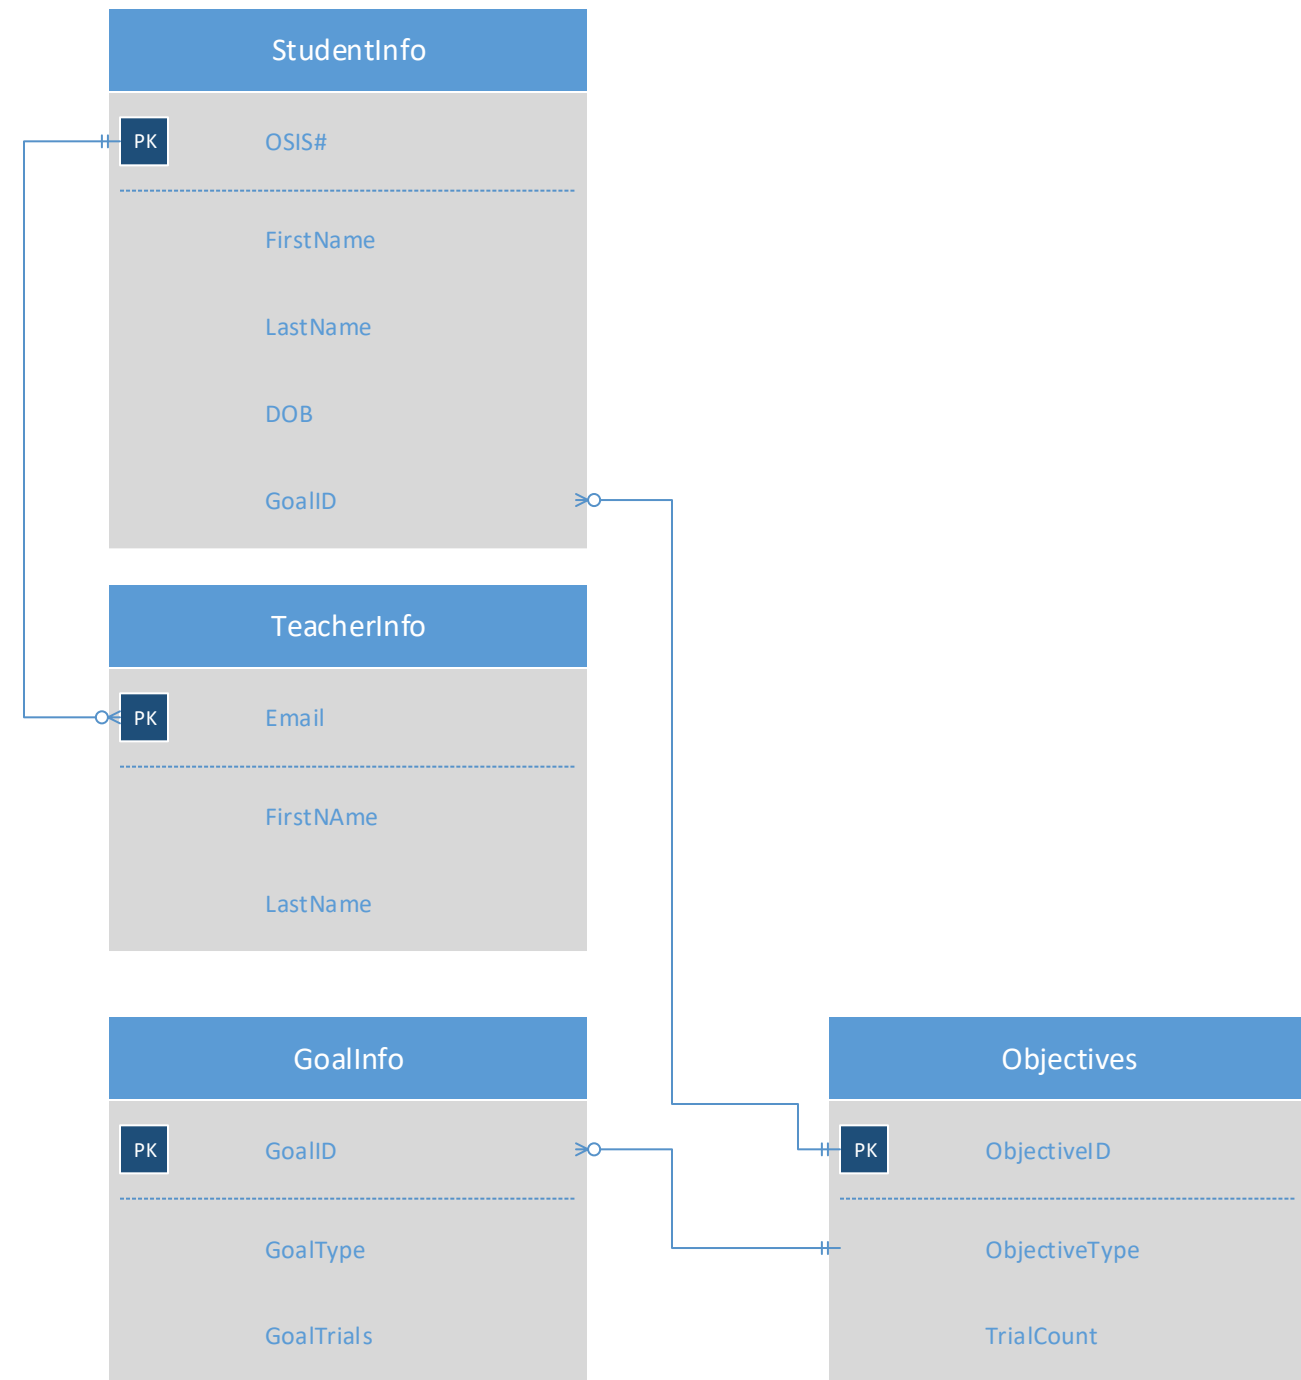 StudentInfo
PK OSIS#
FirstName
LastName
DOB
GoalID
TeacherInfo
PK Email
FirstNAme
LastName
GoalInfo
PK GoalID
GoalType
GoalTrials
Objectives
PK ObjectiveID
ObjectiveType
TrialCount